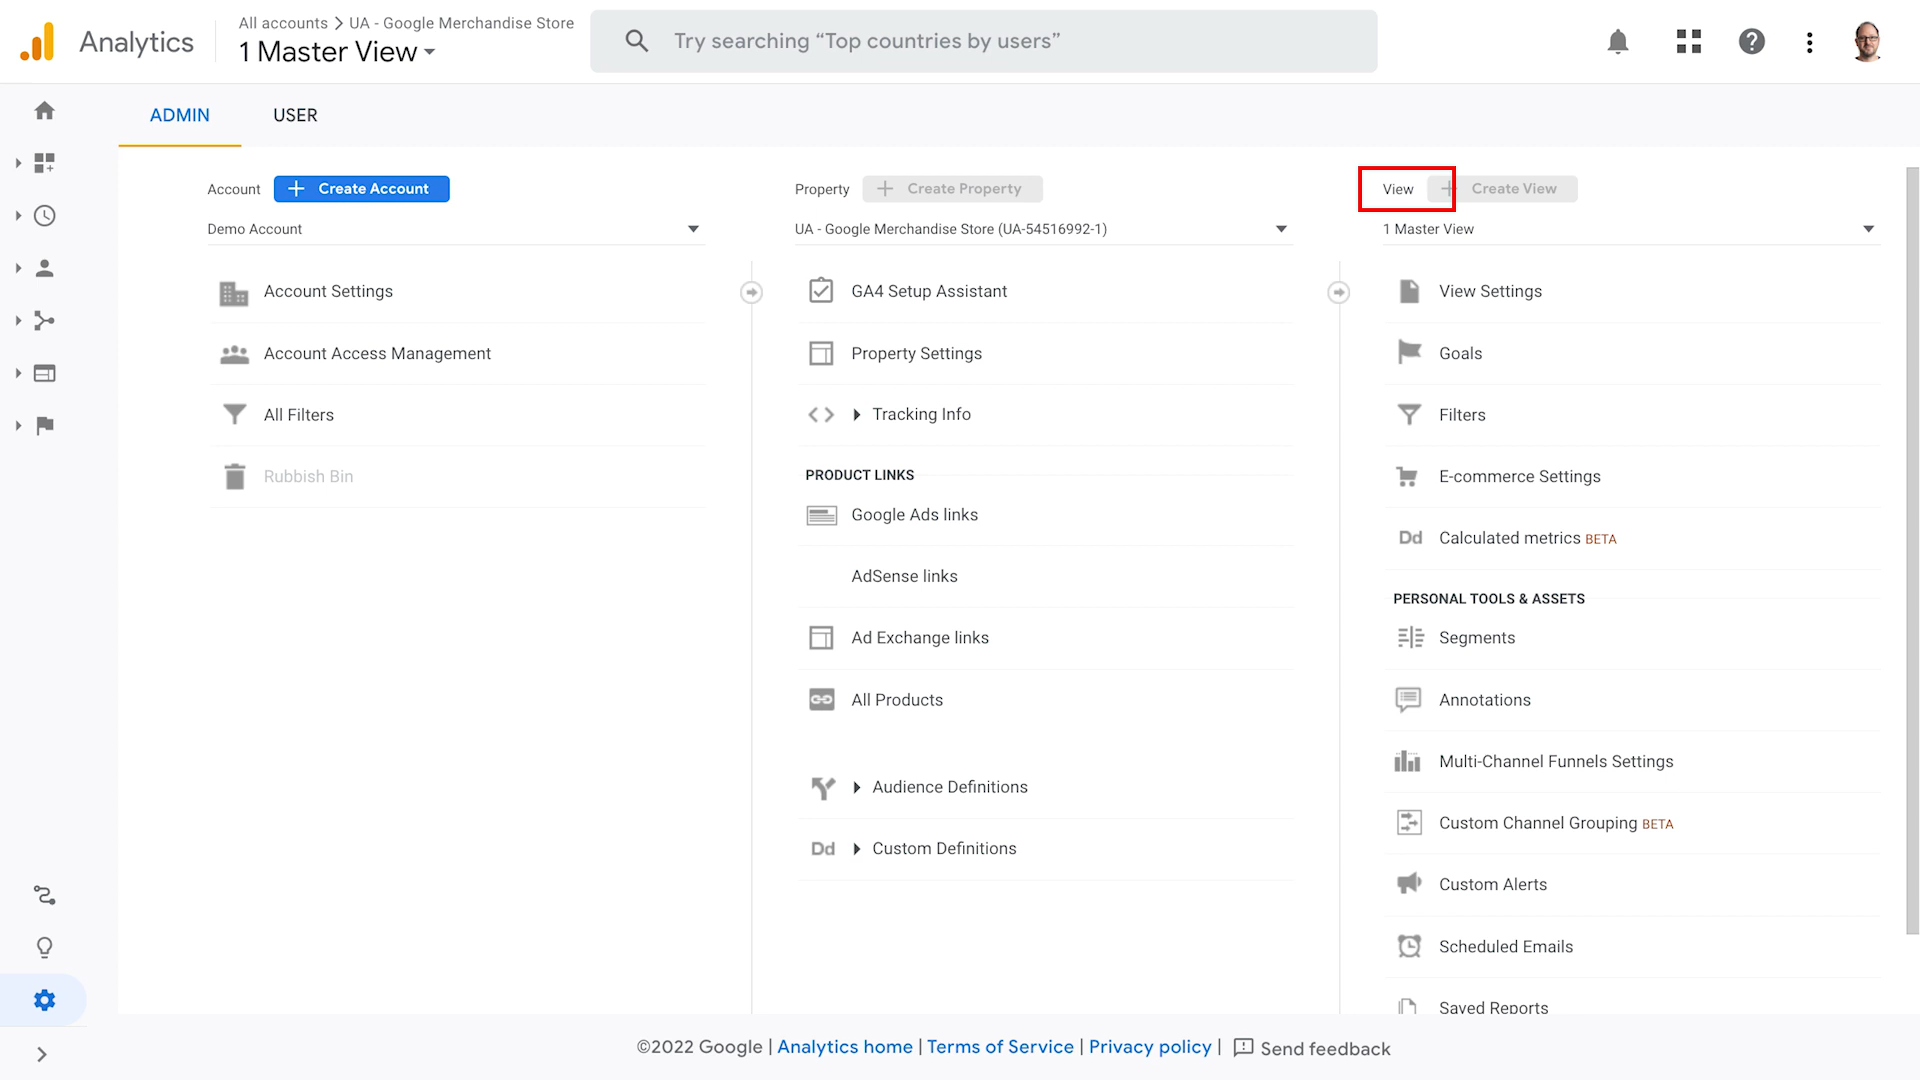 Analytics
All accounts > UA - Google Merchandise Store
1 Master View
Try searching “Top countries by users”
ADMIN
USER
Account
Create Account
Demo Account
Account Settings
Account Access Management
All Filters
Rubbish Bin
Property
Create Property
UA - Google Merchandise Store (UA-54516992-1)
GA4 Setup Assistant
Property Settings
Tracking Info
PRODUCT LINKS
Google Ads links
AdSense links
Ad Exchange links
All Products
Audience Definitions
Dd Custom Definitions
View
Create View
1 Master View
View Settings
Goals
Filters
E-commerce Settings
Dd Calculated metrics BETA
PERSONAL TOOLS & ASSETS
Segments
Annotations
Multi-Channel Funnels Settings
Custom Channel Grouping BETA
Custom Alerts
Scheduled Emails
Saved Reports
©2022 Google | Analytics home | Terms of Service | Privacy policy | Send feedback